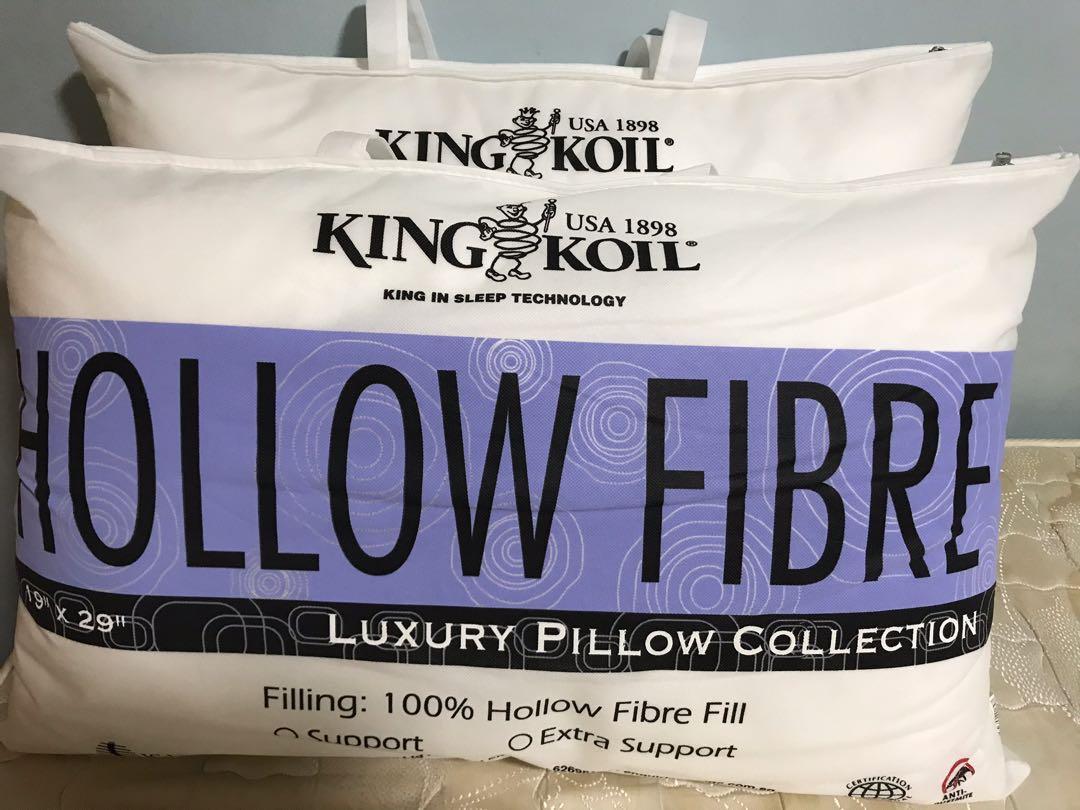 USA 1898
KING KOIL®
USA 1898
KING KOIL®
KING IN SLEEP TECHNOLOGY
HOLLOW FIBRE
19" X 29"
LUXURY PILLOW COLLECTION
Filling: 100% Hollow Fibre Fill
Support
Extra Support
CERTIFICATION
ANTI-